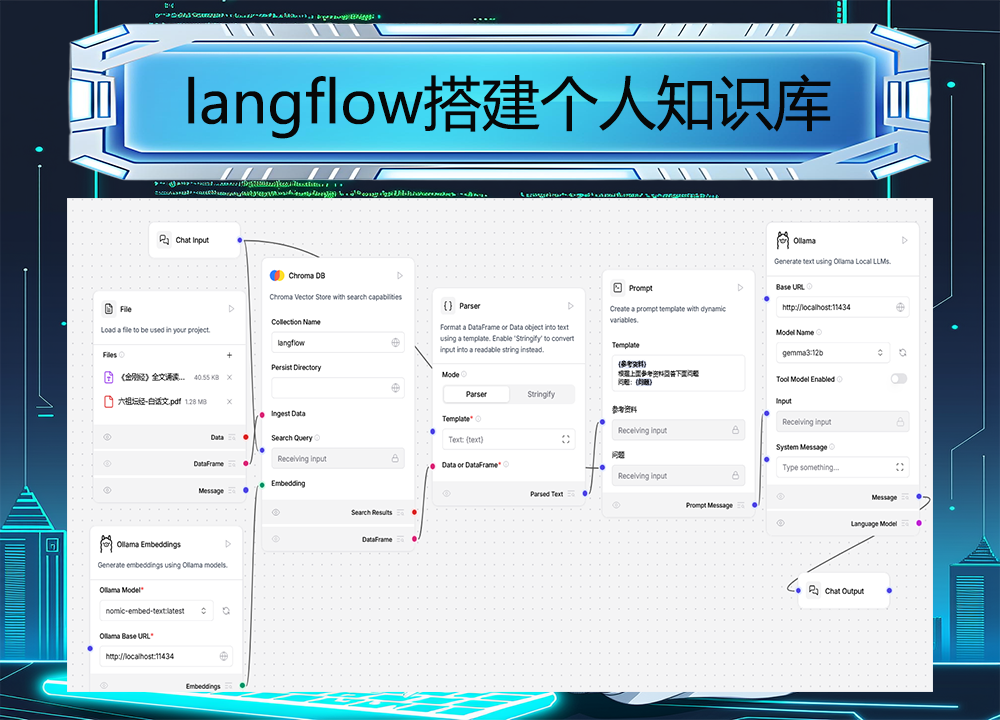 langflow搭建个人知识库
Chat Input
File
Load a file to be used in your project.
Files
《金刚经》全文诵读... 40.55 KB
六祖坛经-白话文.pdf 1.28 MB
Data
DataFrame
Message
Ollama Embeddings
Generate embeddings using Ollama models.
Ollama Model*
nomic-embed-text:latest
Ollama Base URL*
http://localhost:11434
Embeddings
Chroma DB
Chroma Vector Store with search capabilities
Collection Name
langflow
Persist Directory
Ingest Data
Search Query
Receiving input
Embedding
Search Results
DataFrame
Parser
Format a DataFrame or Data object into text
using a template. Enable 'Stringify' to convert
input into a readable string instead.
Mode
Parser Stringify
Template*
Text: {text}
Data or DataFrame*
Parsed Text
Prompt
Create a prompt template with dynamic
variables.
Template
{参考资料}
根据上面参考资料回答下面问题
问题：{问题}
参考资料
Receiving input
问题
Receiving input
Prompt Message
Ollama
Generate text using Ollama Local LLMs.
Base URL
http://localhost:11434
Model Name
gemma3:12b
Tool Model Enabled
Input
Receiving input
System Message
Type something...
Message
Language Model
Chat Output